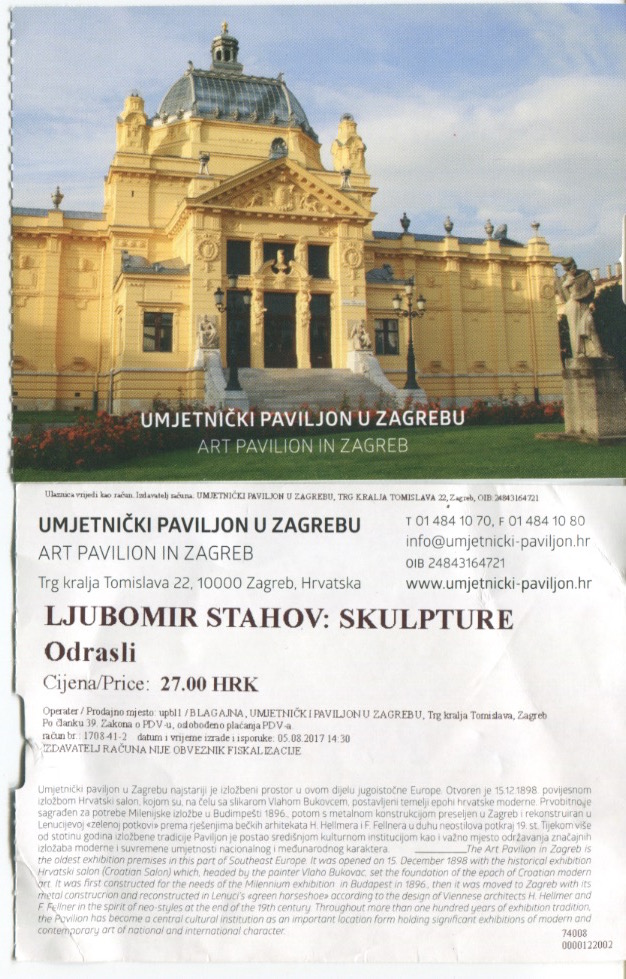 UMJETNIČKI PAVILJON U ZAGREBU
ART PAVILION IN ZAGREB
Ulaznica vrijedi kao račun. Izdavatelj računa: UMJETNIČKI PAVILJON U ZAGREBU, TRG KRALJA TOMISLAVA 22, Zagreb, OIB:24843164721
UMJETNIČKI PAVILJON U ZAGREBU
ART PAVILION IN ZAGREB
Trg kralja Tomislava 22, 10000 Zagreb, Hrvatska
T 01 484 10 70, F 01 484 10 80
info@umjetnicki-paviljon.hr
OIB 24843164721
www.umjetnicki-paviljon.hr
LJUBOMIR STAHOV: SKULPTURE
Odrasli
Cijena/Price: 27.00 HRK
Operater / Prodajno mjesto: upbl1 / BLAGAJNA, UMJETNIČKI PAVILJON U ZAGREBU, Trg kralja Tomislava, Zagreb
Po članku 39. Zakona o PDV-u, oslobođeno plaćanja PDV-a.
račun br.: 1708-41-2 datum i vrijeme izrade i isporuke: 05.08.2017 14:30
IZDAVATELJ RAČUNA NIJE OBVEZNIK FISKALIZACIJE
Umjetnički paviljon u Zagrebu najstariji je izložbeni prostor u ovom dijelu jugoistočne Europe. Otvoren je 15.12.1898. povijesnom
izložbom Hrvatski salon, kojom su, na čelu sa slikarom Vlahom Bukovcem, postavljeni temelji epohi hrvatske moderne. Prvobitno je
sagrađen za potrebe Milenijske izložbe u Budimpešti 1896., potom s metalnom konstrukcijom preseljen u Zagreb i rekonstruiran u
Lenucijevoj «zelenoj potkovi» prema rješenjima bečkih arhitekata H. Hellmera i F. Fellnera u duhu neostilova potkraj 19. st. Tijekom više
od stotinu godina izložbene tradicije Paviljon je postao središnjom kulturnom institucijom kao i važno mjesto održavanja značajnih
izložaba moderne i suvremene umjetnosti nacionalnog i međunarodnog karaktera. The Art Pavilion in Zagreb is
the oldest exhibition premises in this part of Southeast Europe. It was opened on 15. December 1898 with the historical exhibition
Hrvatski salon (Croatian Salon) which, headed by the painter Vlaho Bukovac, set the foundation of the epoch of Croatian modern
art. It was first constructed for the needs of the Milennium exhibition in Budapest in 1896., then it was moved to Zagreb with its
metal construcrion and reconstructed in Lenuci's «green horseshoe» according to the design of Viennese architects H. Hellmer and
F. Fellner in the spirit of neo-styles at the end of the 19th century. Throughout more than one hundred years of exhibition tradition,
the Pavilion has become a central cultural institution as an important location form holding significant exhibitions of modern and
contemporary art of national and international character.
74008
0000122002